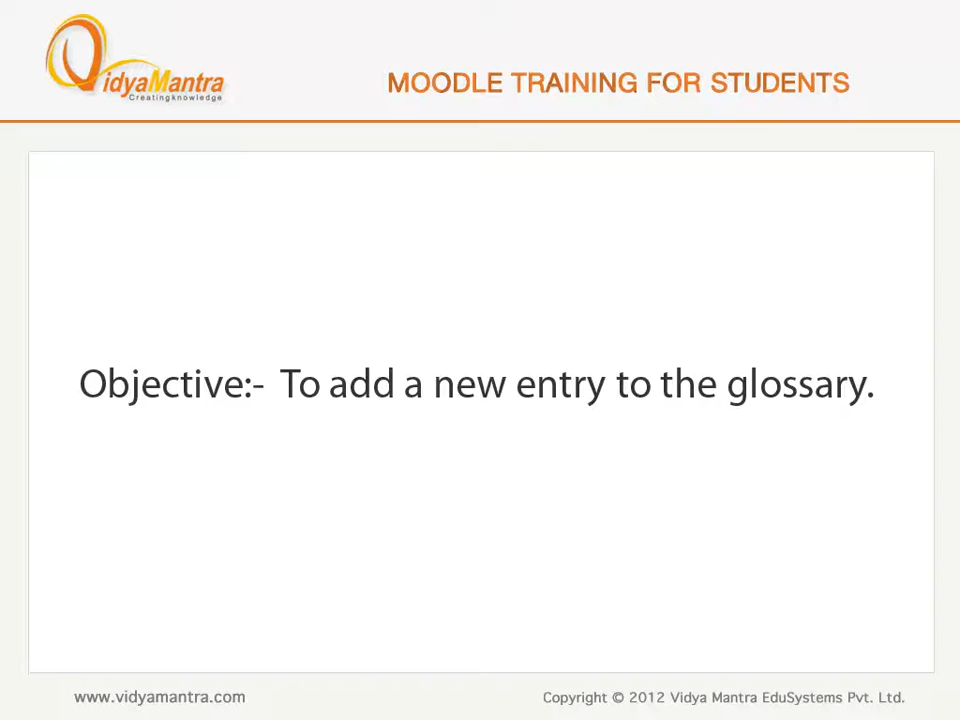 VidyaMantra
Creatingknowledge
MOODLE TRAINING FOR STUDENTS
Objective:- To add a new entry to the glossary.
www.vidyamantra.com
Copyright © 2012 Vidya Mantra EduSystems Pvt. Ltd.